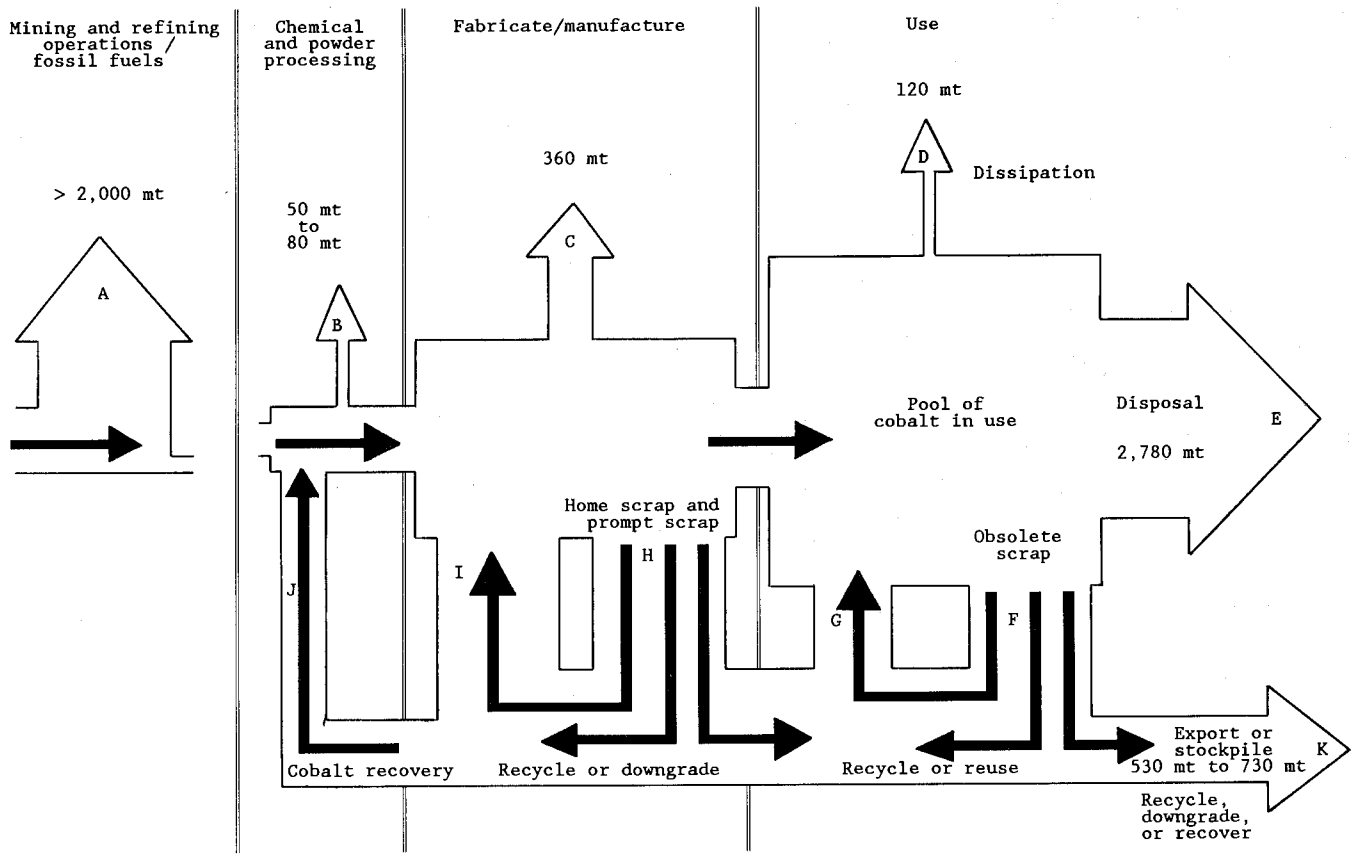 Mining and refining
operations /
fossil fuels
Chemical
and powder
processing
Fabricate/manufacture
Use
> 2,000 mt
50 mt
to
80 mt
360 mt
120 mt
Dissipation
A
B
C
D
Pool of
cobalt in use
Disposal
2,780 mt
E
Home scrap and
prompt scrap
Obsolete
scrap
J
I
H
G
F
Cobalt recovery
Recycle or downgrade
Recycle or reuse
Export or
stockpile
530 mt to 730 mt
K
Recycle,
downgrade,
or recover